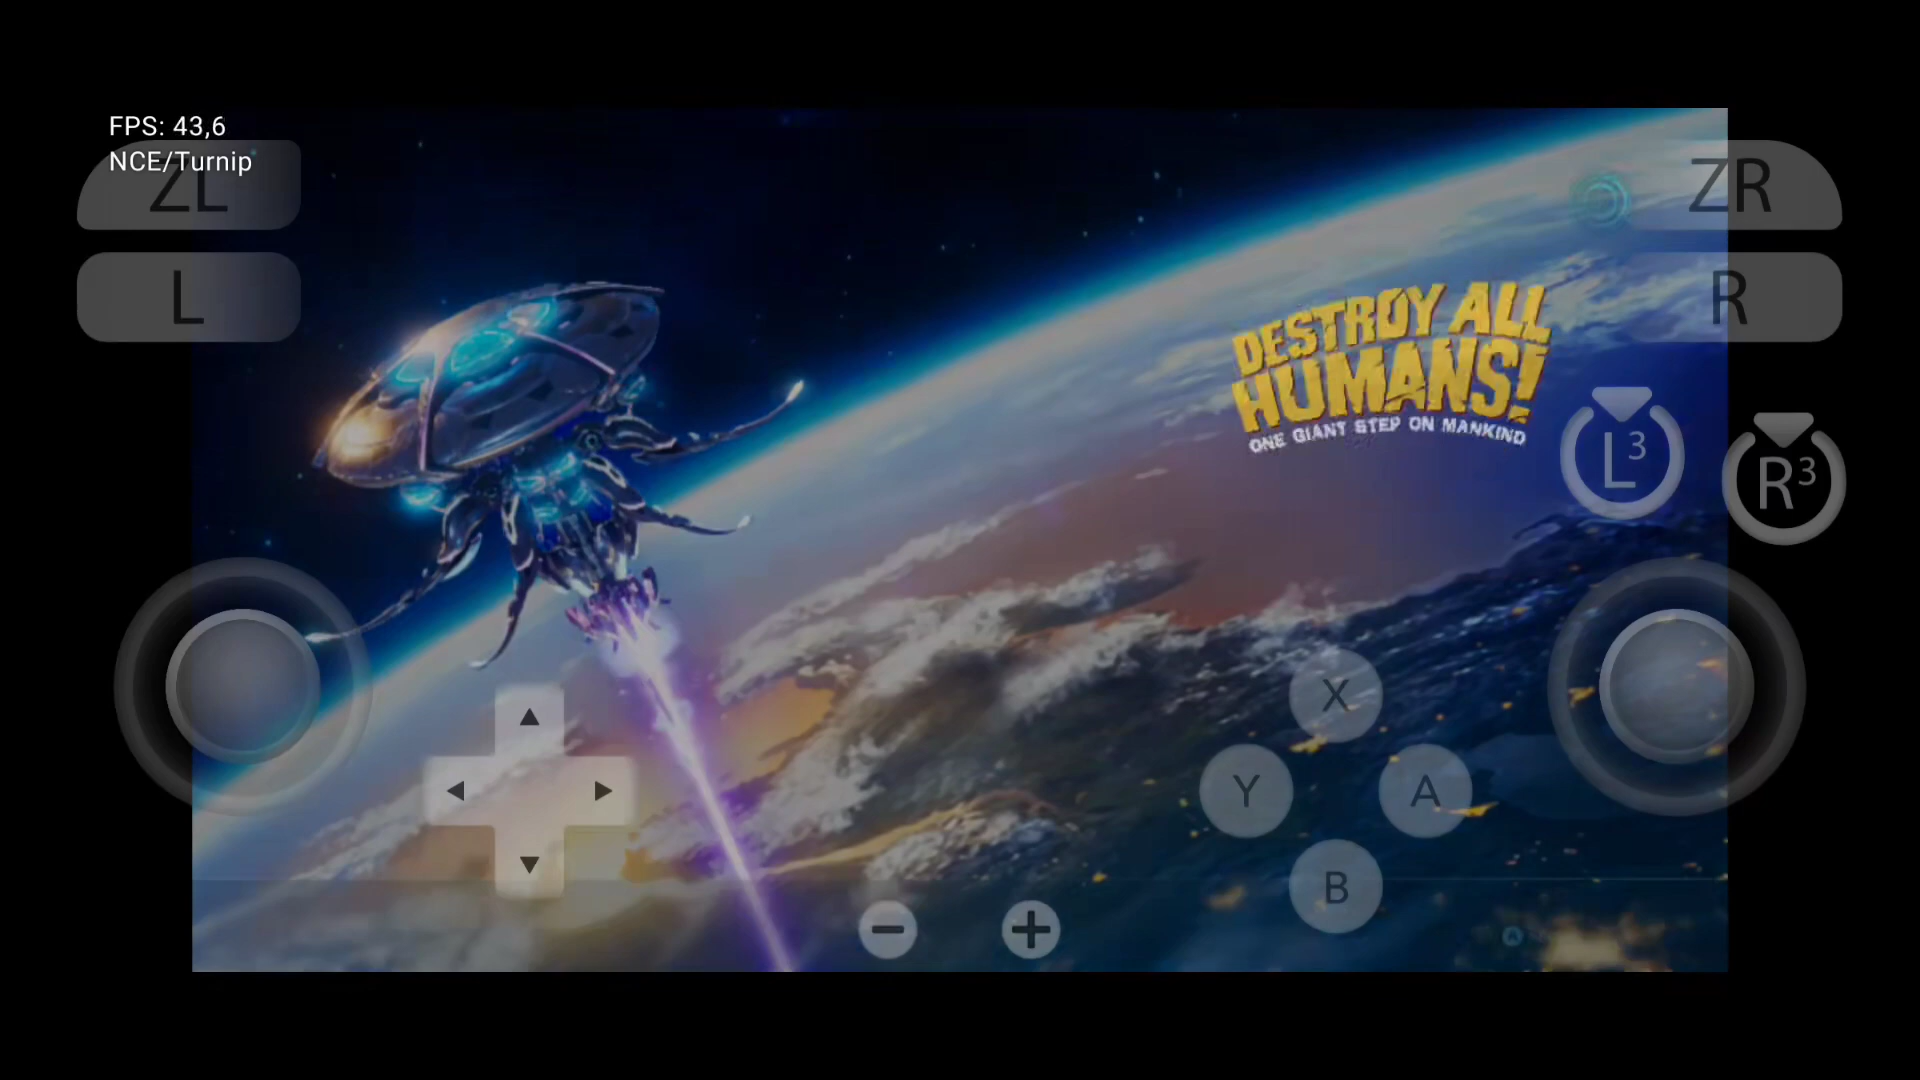 FPS: 43,6
NCE/Turnip
ZL
ZR
L
R
DESTROY ALL
HUMANS!
ONE GIANT STEP ON MANKIND
L3
R3
X
Y
A
B